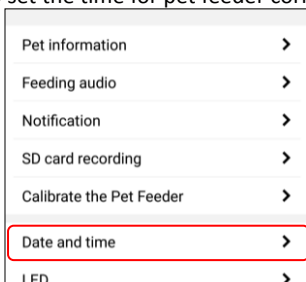 set the time for pet feeder
Pet information
Feeding audio
Notification
SD card recording
Calibrate the Pet Feeder
Date and time
LED